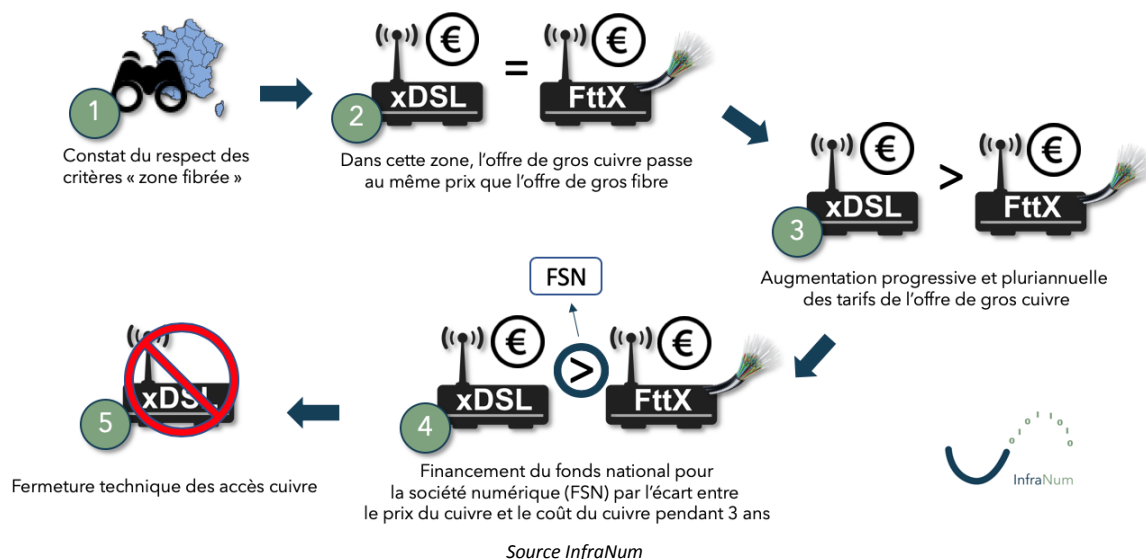 €
€
xDSL
=
FttX
1
2
Constat du respect des
critères « zone fibrée »
Dans cette zone, l'offre de gros cuivre passe
au même prix que l'offre de gros fibre
€
€
xDSL
>
FttX
3
Augmentation progressive et pluriannuelle
des tarifs de l'offre de gros cuivre
FSN
€
€
xDSL
>
FttX
4
Financement du fonds national pour
la société numérique (FSN) par l'écart entre
le prix du cuivre et le coût du cuivre pendant 3 ans
xDSL
5
Fermeture technique des accès cuivre
InfraNum
Source InfraNum